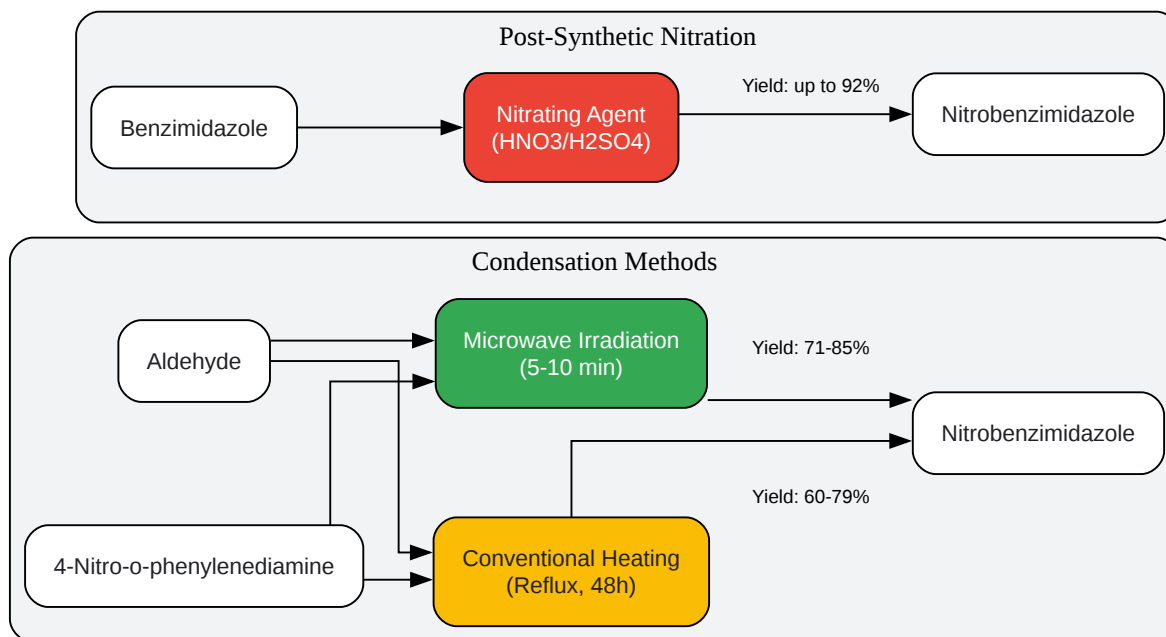 Post-Synthetic Nitration
Benzimidazole
Nitrating Agent
(HNO3/H2SO4)
Yield: up to 92%
Nitrobenzimidazole
Condensation Methods
Aldehyde
Microwave Irradiation
(5-10 min)
Yield: 71-85%
Nitrobenzimidazole
Yield: 60-79%
4-Nitro-o-phenylenediamine
Conventional Heating
(Reflux, 48h)